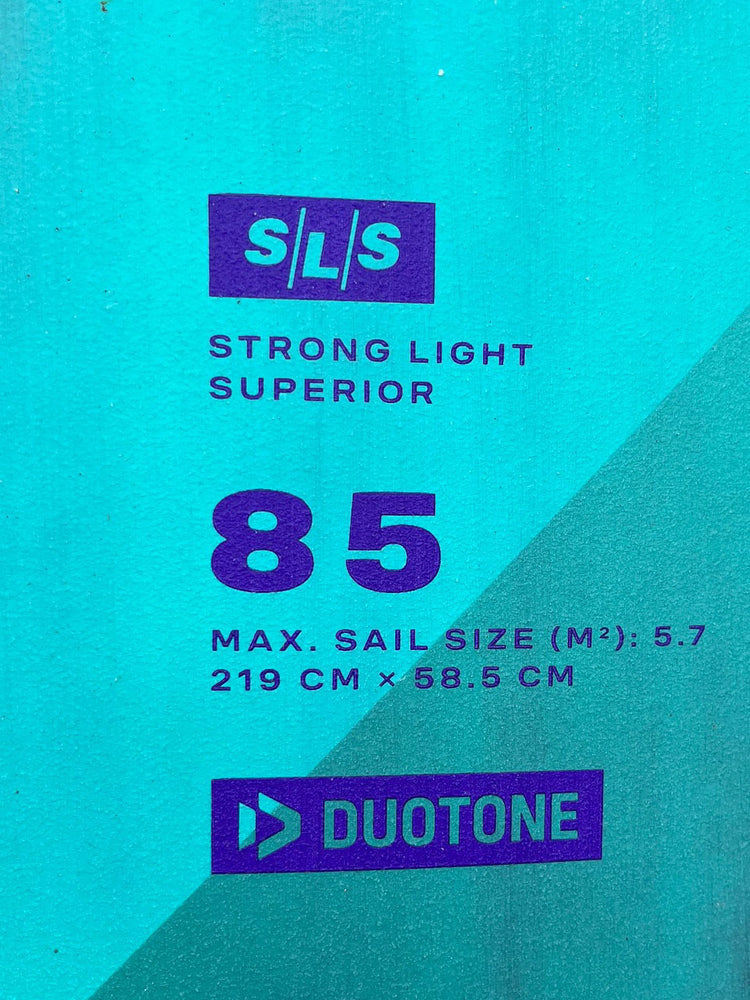 S/L/S
STRONG LIGHT
SUPERIOR
85
MAX. SAIL SIZE (M²): 5.7
219 CM × 58.5 CM
DUOTONE